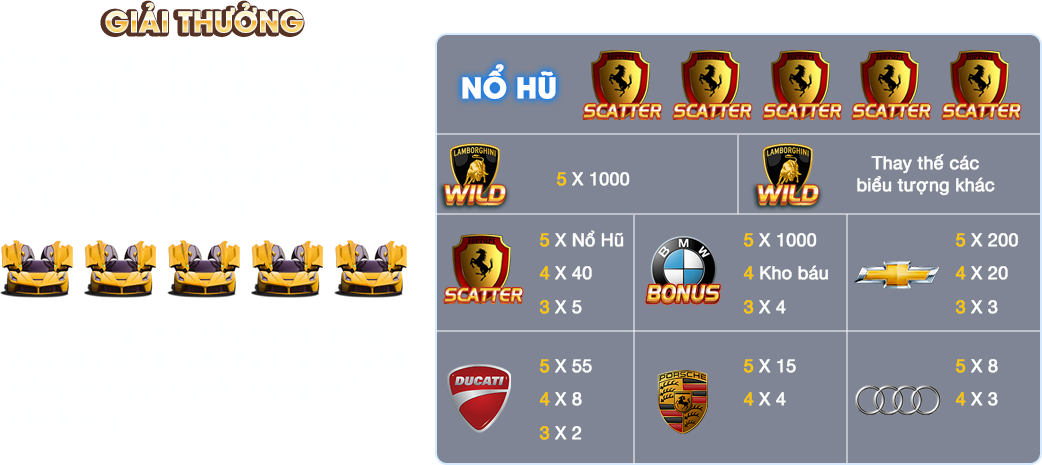 GIẢI THƯỞNG
NỔ HŨ
SCATTER SCATTER SCATTER SCATTER SCATTER
LAMBORGHINI
WILD
5 X 1000
LAMBORGHINI
WILD
Thay thế các
biểu tượng khác
SCATTER
5 X Nổ Hũ
4 X 40
3 X 5
BMW
BONUS
5 X 1000
4 Kho báu
3 X 4
5 X 200
4 X 20
3 X 3
DUCATI
5 X 55
4 X 8
3 X 2
PORSCHE
5 X 15
4 X 4
5 X 8
4 X 3